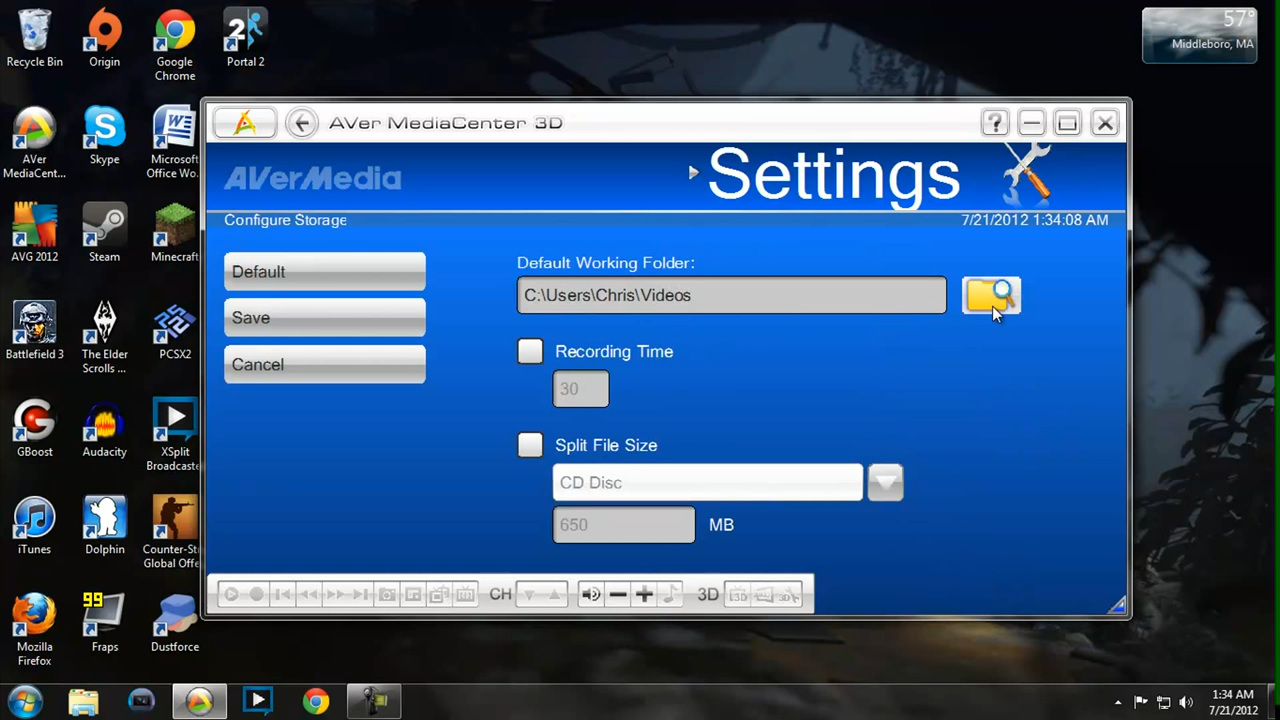 Recycle Bin
Origin
Google
Chrome
2
Portal 2
57°
Middleboro, MA
AVer
MediaCent...
Skype
Microsoft
Office Wo...
AVG 2012
Steam
Minecraft
Battlefield 3
The Elder
Scrolls ...
PCSX2
GBoost
Audacity
XSplit
Broadcaste
iTunes
Dolphin
Counter-St
Global Offe
Mozilla
Firefox
99
Fraps
Dustforce
AVer MediaCenter 3D
?
AVerMedia
Settings
Configure Storage
7/21/2012 1:34:08 AM
Default
Save
Cancel
Default Working Folder:
C:\Users\Chris\Videos
Recording Time
30
Split File Size
CD Disc
650
MB
CH
3D
1:34 AM
7/21/2012